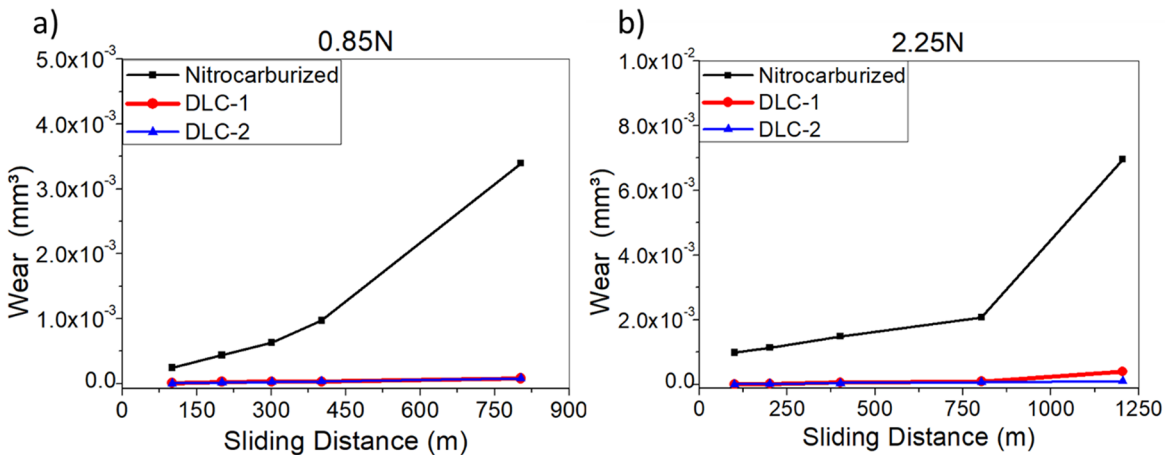 a)
0.85N
5.0x10⁻³
4.0x10⁻³
3.0x10⁻³
2.0x10⁻³
1.0x10⁻³
0.0
Wear (mm³)
Nitrocarburized
DLC-1
DLC-2
0 150 300 450 600 750 900
Sliding Distance (m)
b)
2.25N
1.0x10⁻²
8.0x10⁻³
6.0x10⁻³
4.0x10⁻³
2.0x10⁻³
0.0
Wear (mm³)
Nitrocarburized
DLC-1
DLC-2
0 250 500 750 1000 1250
Sliding Distance (m)